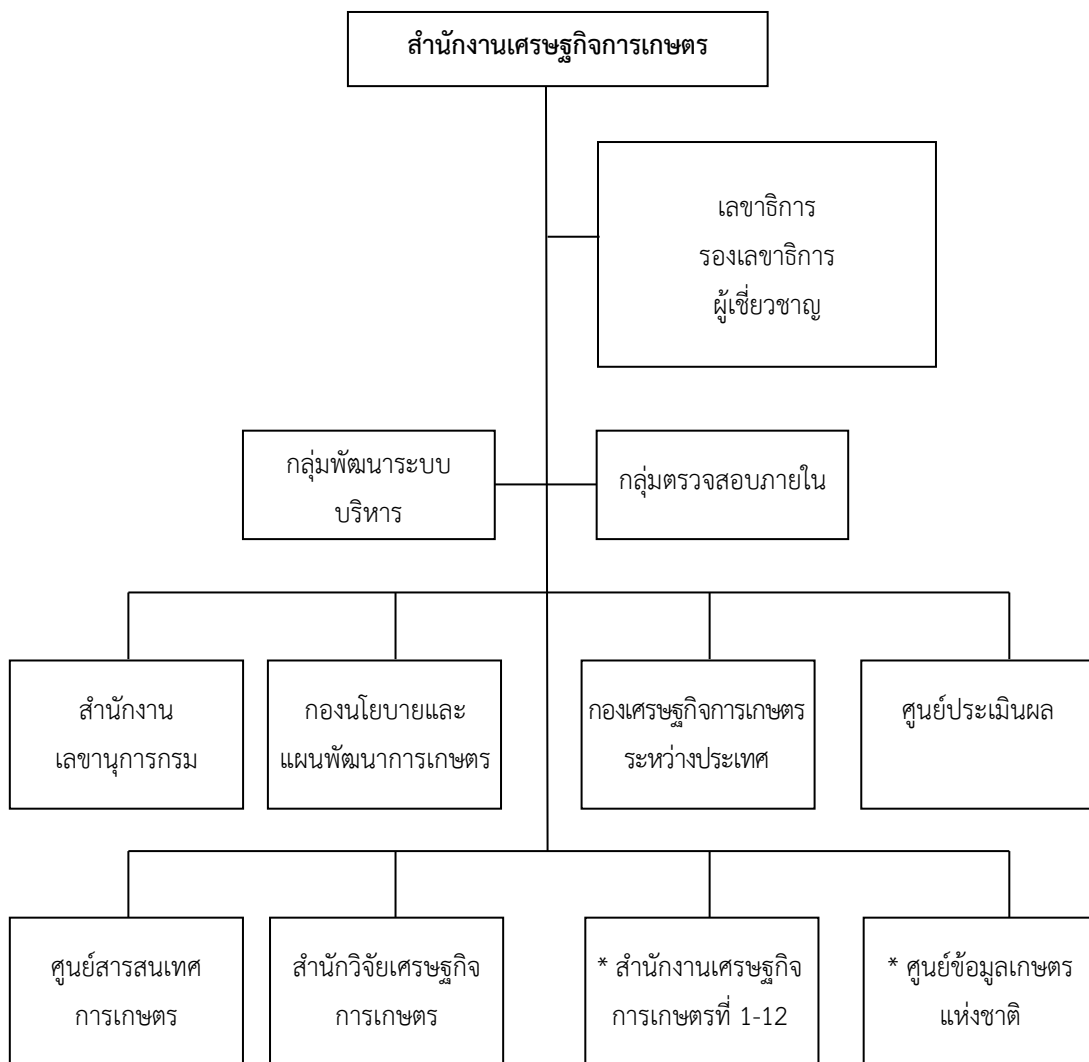 สำนักงานเศรษฐกิจการเกษตร
เลขาธิการ
รองเลขาธิการ
ผู้เชี่ยวชาญ
กลุ่มพัฒนาระบบ
บริหาร
กลุ่มตรวจสอบภายใน
สำนักงาน
เลขานุการกรม
กองนโยบายและ
แผนพัฒนาการเกษตร
กองเศรษฐกิจการเกษตร
ระหว่างประเทศ
ศูนย์ประเมินผล
ศูนย์สารสนเทศ
การเกษตร
สำนักวิจัยเศรษฐกิจ
การเกษตร
* สำนักงานเศรษฐกิจ
การเกษตรที่ 1-12
* ศูนย์ข้อมูลเกษตร
แห่งชาติ